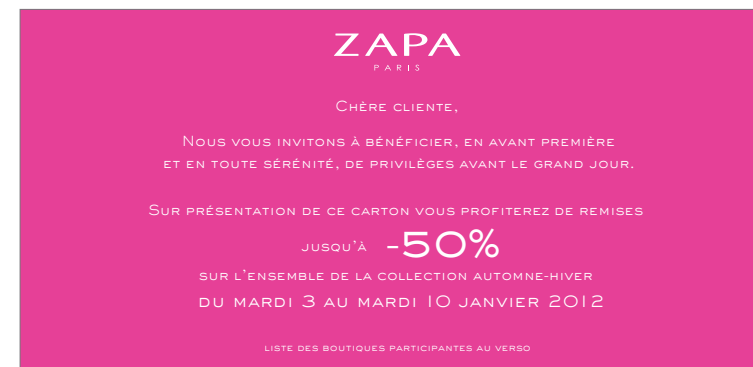 ZAPA
PARIS
Chère cliente,
Nous vous invitons à bénéficier, en avant première
et en toute sérénité, de privilèges avant le grand jour.
Sur présentation de ce carton vous profiterez de remises
jusqu'à -50%
sur l'ensemble de la collection automne-hiver
du mardi 3 au mardi 10 janvier 2012
liste des boutiques participantes au verso